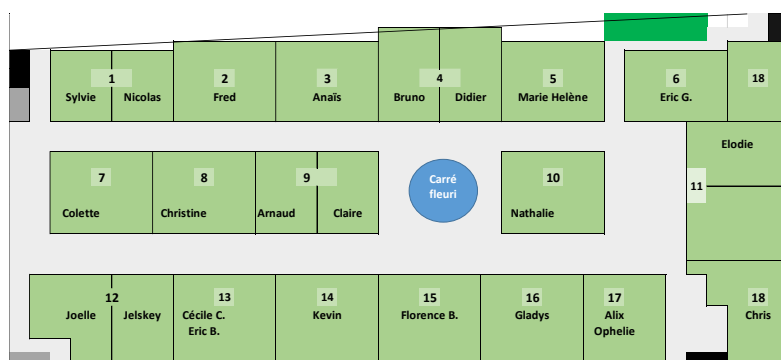 1 2 3 4 5 6 18
Sylvie Nicolas Fred Anaïs Bruno Didier Marie Helène Eric G.
Elodie
7 8 9 Carré fleuri 10 11
Colette Christine Arnaud Claire Nathalie
12 13 14 15 16 17 18
Joelle Jelskey Cécile C. Kevin Florence B. Gladys Alix Chris
Eric B. Ophelie